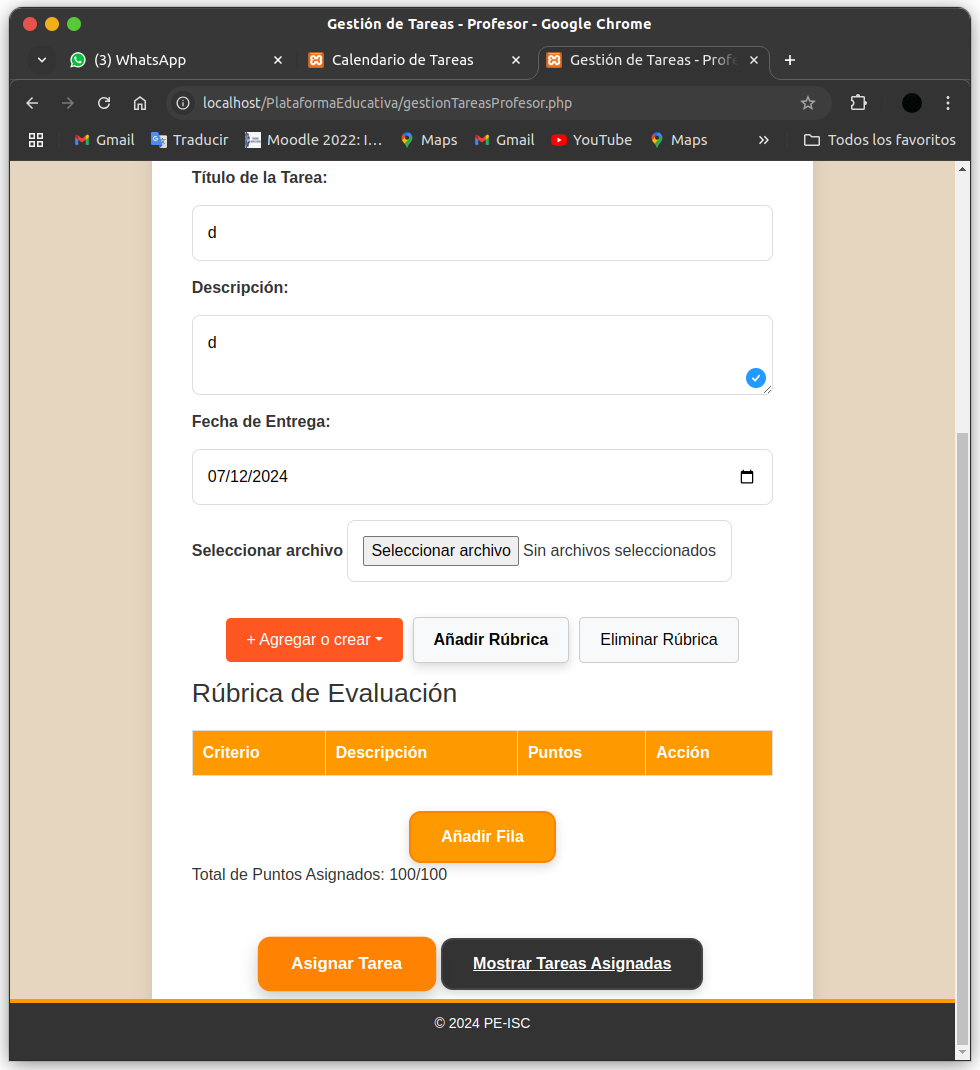 Gestión de Tareas - Profesor - Google Chrome
(3) WhatsApp
Calendario de Tareas
Gestión de Tareas - Profe
localhost/PlataformaEducativa/gestionTareasProfesor.php
Gmail
Traducir
Moodle 2022: I...
Maps
Gmail
YouTube
Maps
»
Todos los favoritos
Título de la Tarea:
d
Descripción:
d
Fecha de Entrega:
07/12/2024
Seleccionar archivo Seleccionar archivo Sin archivos seleccionados
+ Agregar o crear
Añadir Rúbrica
Eliminar Rúbrica
Rúbrica de Evaluación
Criterio Descripción Puntos Acción
Añadir Fila
Total de Puntos Asignados: 100/100
Asignar Tarea
Mostrar Tareas Asignadas
© 2024 PE-ISC